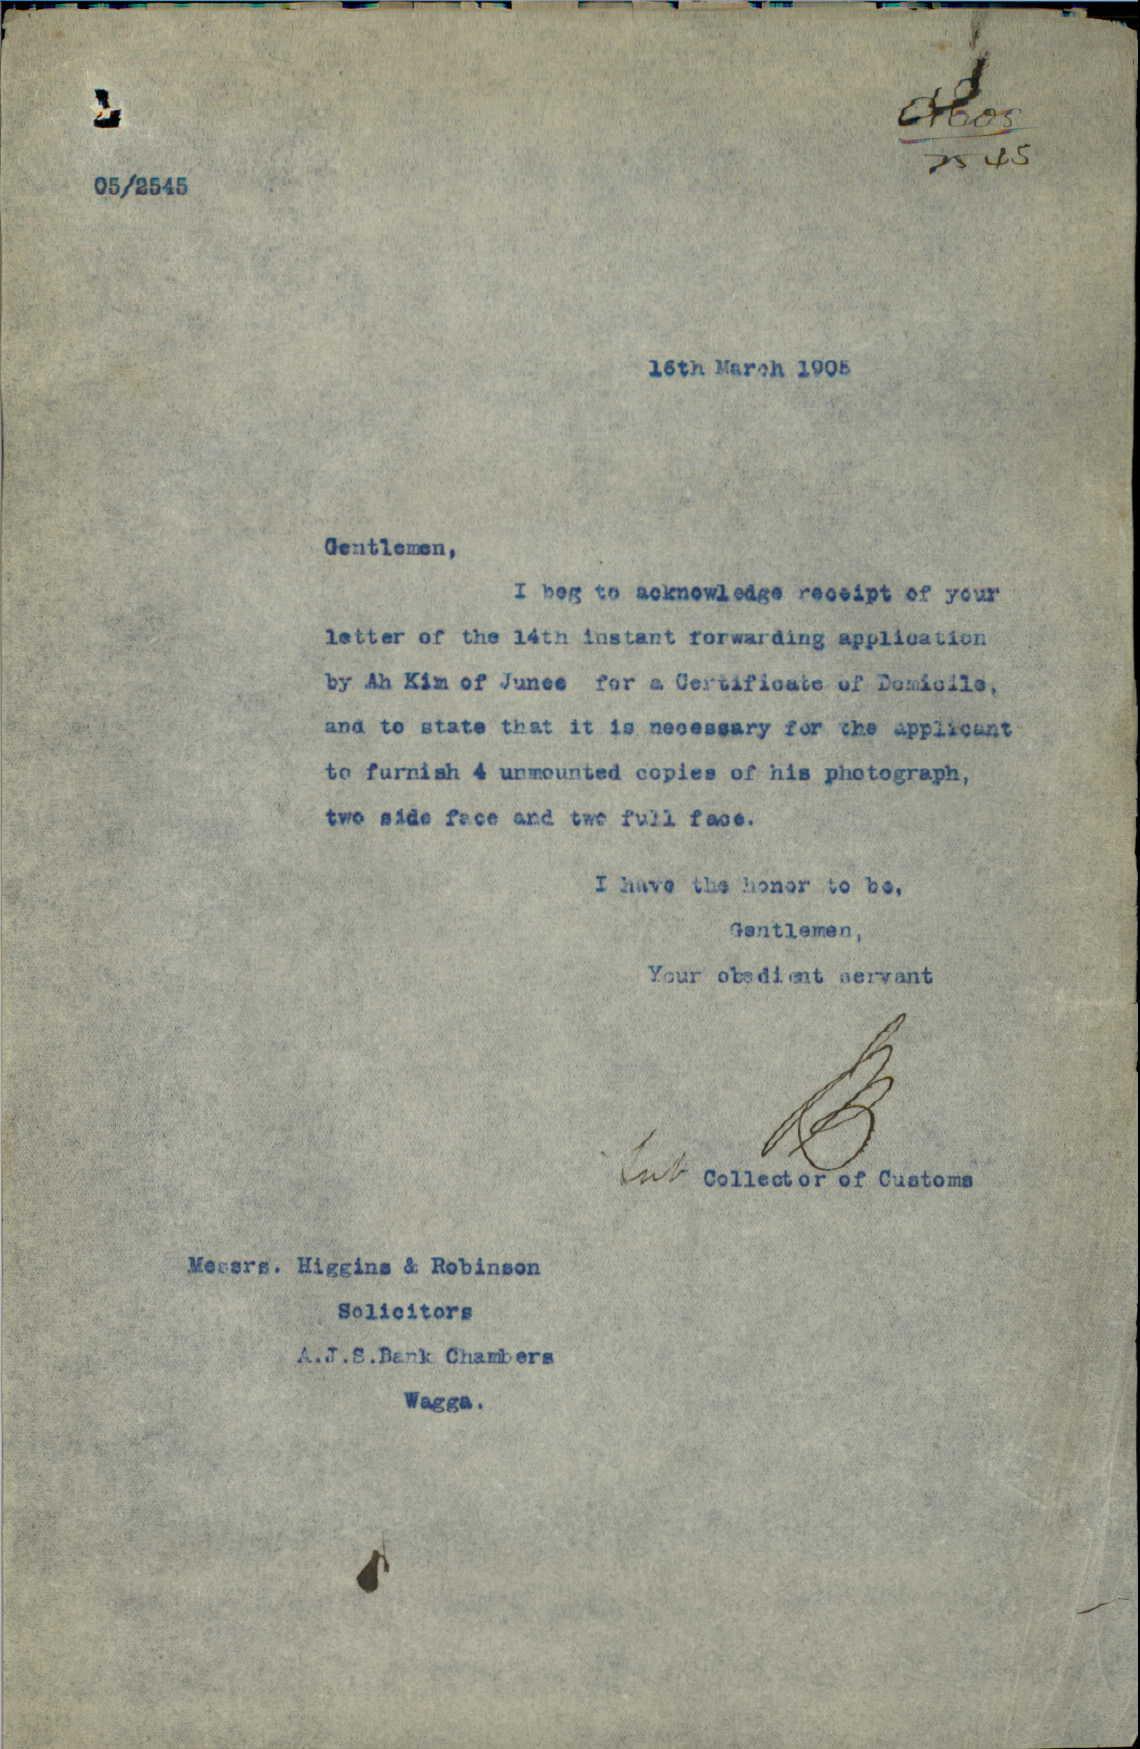 2545
05/2545
16th March 1905
Gentlemen,
I beg to acknowledge receipt of your
letter of the 14th instant forwarding application
by Ah Kim of Junee for a Certificate of Domicile,
and to state that it is necessary for the applicant
to furnish 4 unmounted copies of his photograph,
two side face and two full face.
I have the honor to be,
Gentlemen,
Your obedient servant
Collector of Customs
Messrs. Higgins & Robinson
Solicitors
A.J.S.Bank Chambers
Wagga.